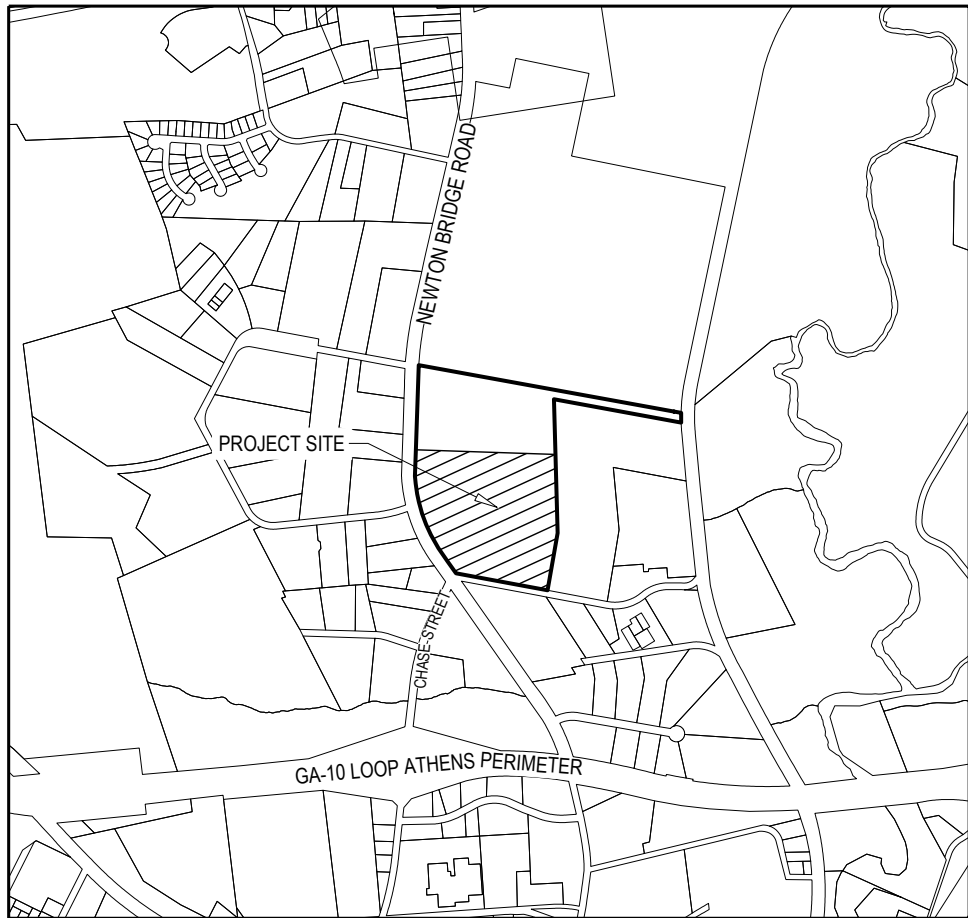 NEWTON BRIDGE ROAD
PROJECT SITE
CHASE-STREET
GA-10 LOOP ATHENS PERIMETER